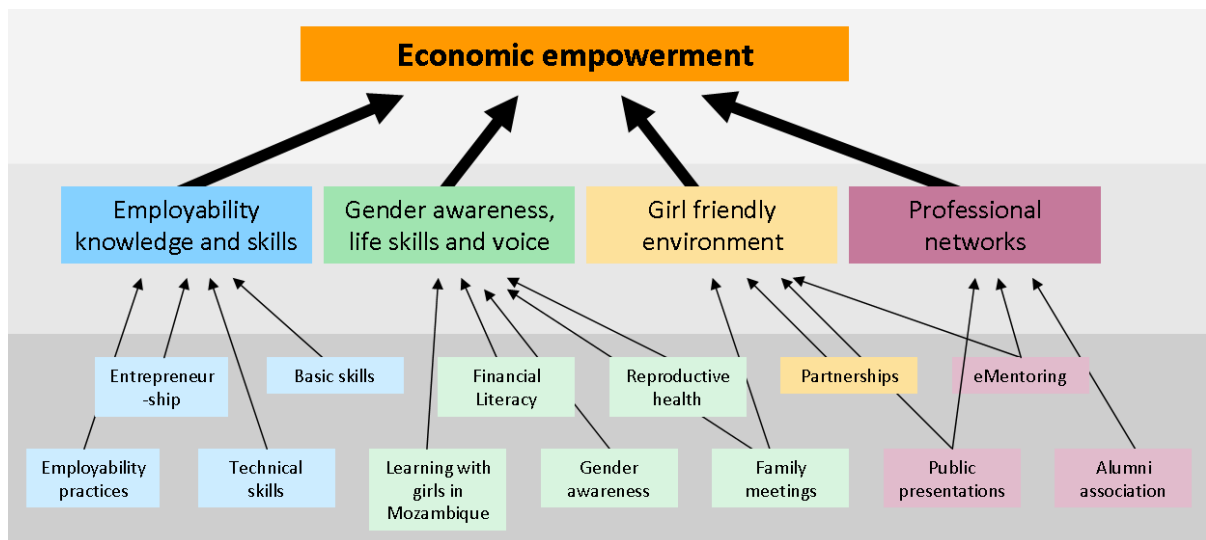 Economic empowerment
Employability
knowledge and skills
Gender awareness,
life skills and voice
Girl friendly
environment
Professional
networks
Entrepreneur
-ship
Basic skills
Financial
Literacy
Reproductive
health
Partnerships
eMentoring
Employability
practices
Technical
skills
Learning with
girls in
Mozambique
Gender
awareness
Family
meetings
Public
presentations
Alumni
association